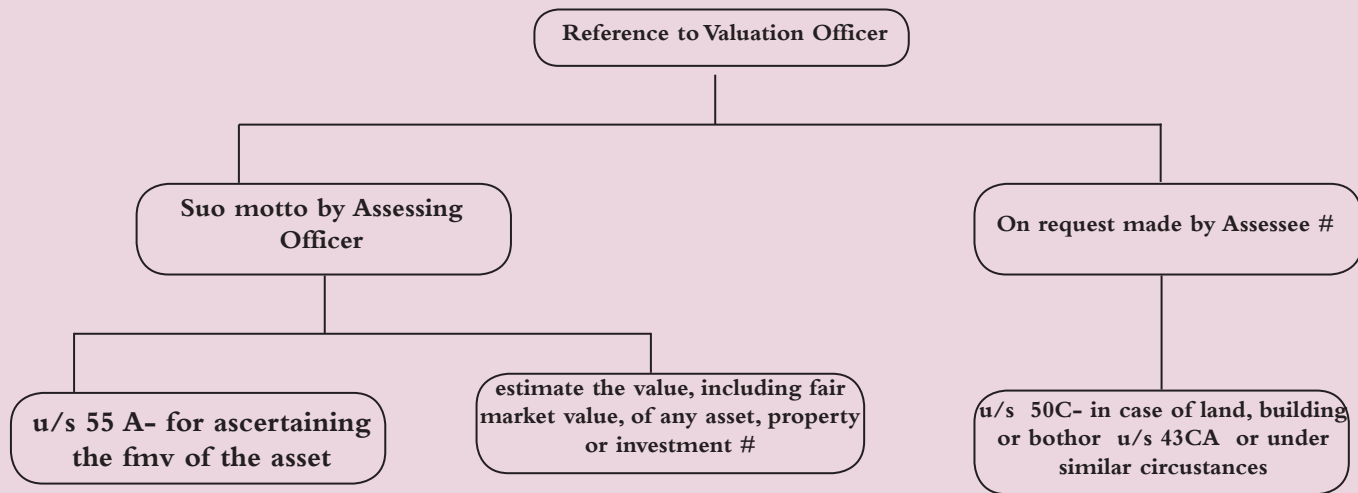 Reference to Valuation Officer
Suo motto by Assessing
Officer
On request made by Assessee #
u/s 55 A- for ascertaining
the fmv of the asset
estimate the value, including fair
market value, of any asset, property
or investment #
u/s 50C- in case of land, building
or bothor u/s 43CA or under
similar circustances